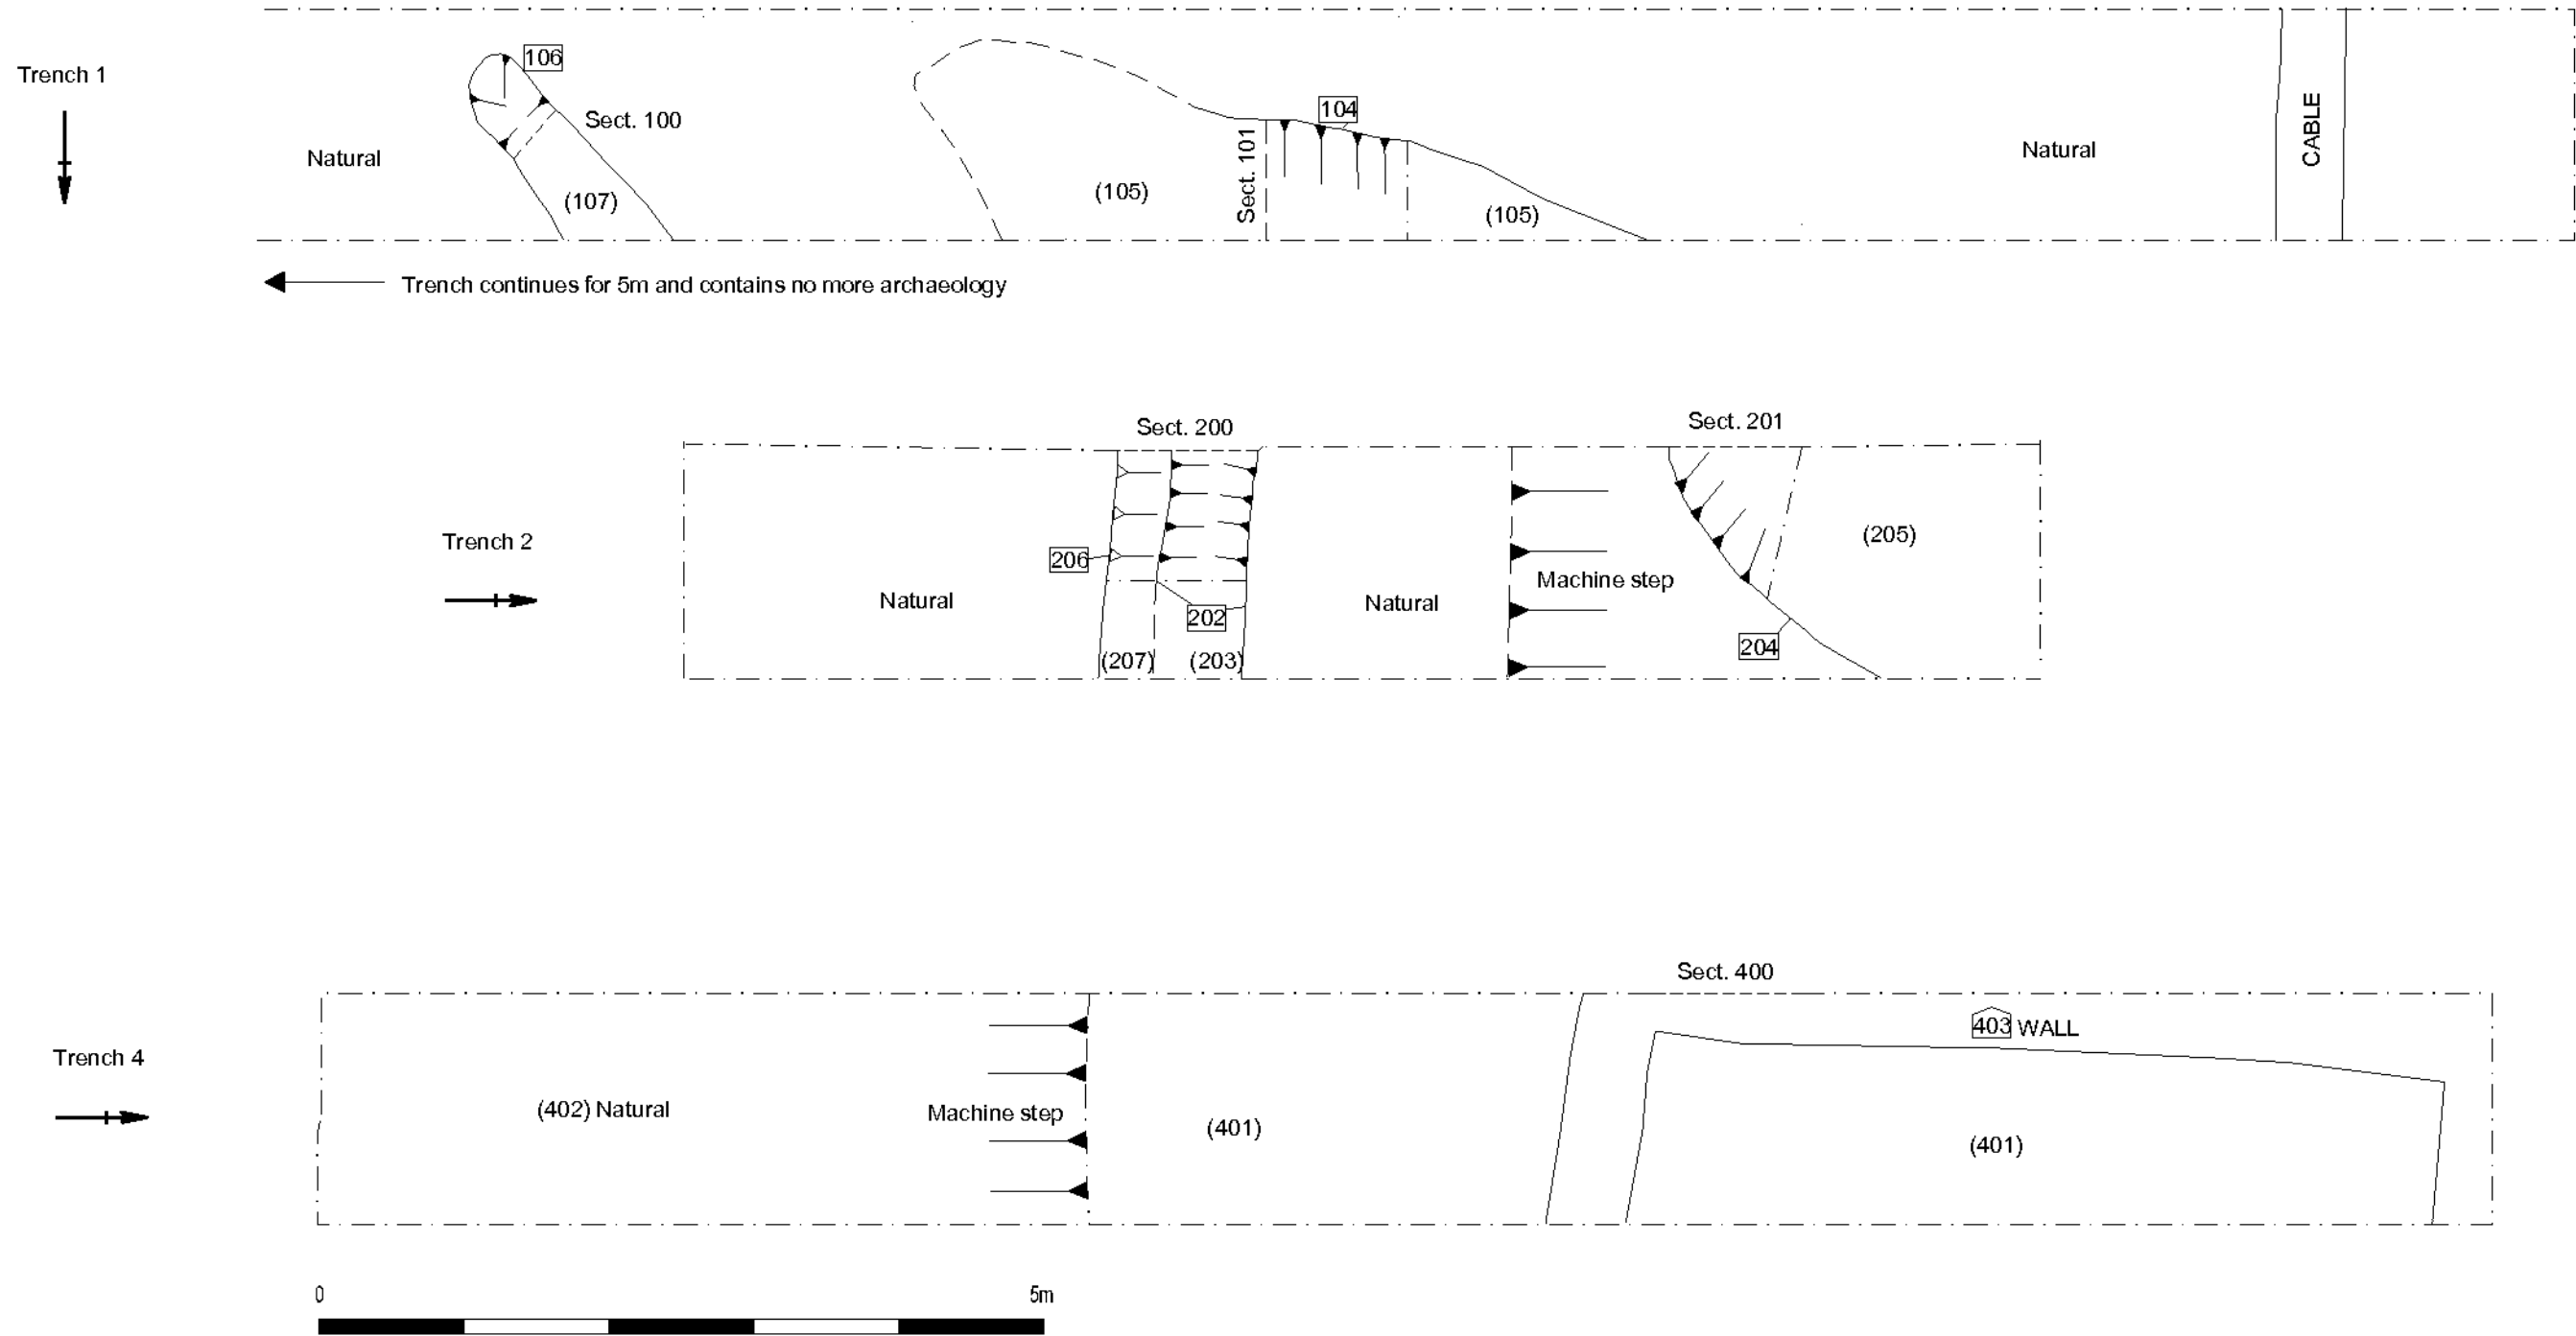 Trench 1
106
Sect. 100
Natural
(107)
(105)
Sect. 101
104
(105)
Natural
CABLE
Trench continues for 5m and contains no more archaeology
Trench 2
Sect. 200
Sect. 201
206
Natural
202
(207)
(203)
Natural
Machine step
(205)
204
Trench 4
Sect. 400
403 WALL
(402) Natural
Machine step
(401)
(401)
0
5m